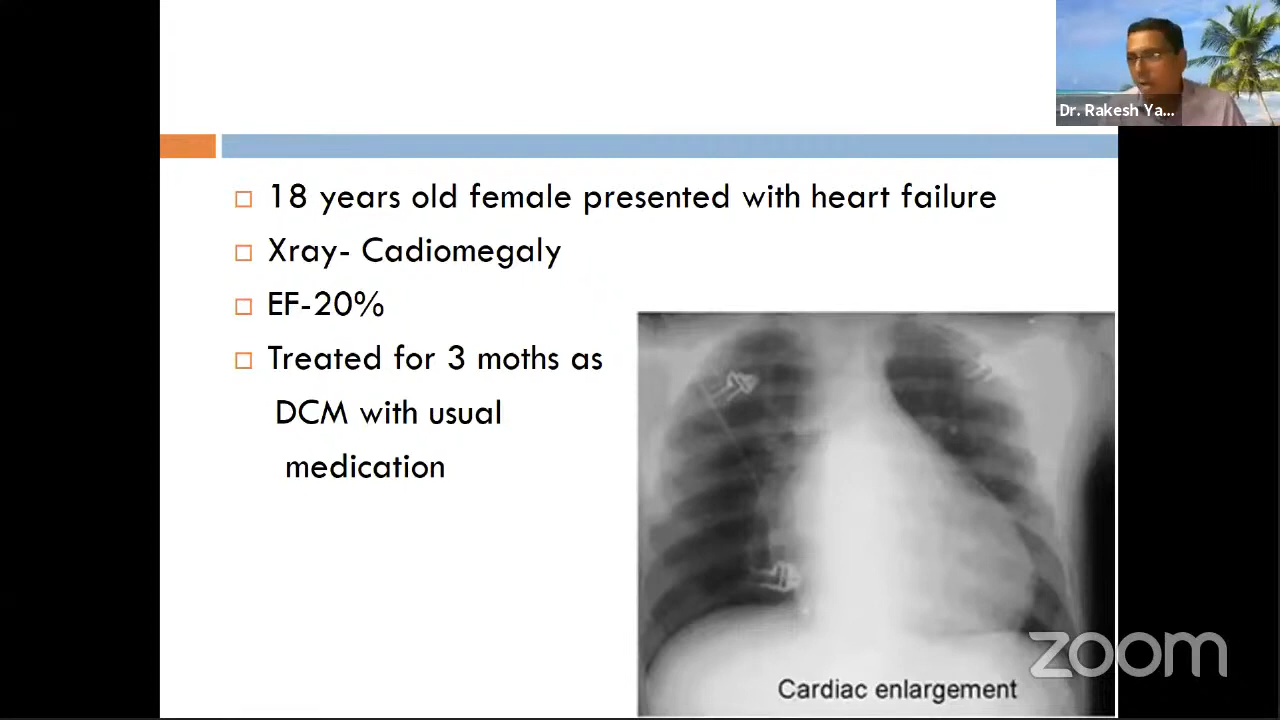 Dr. Rakesh Ya...
18 years old female presented with heart failure
Xray- Cadiomegaly
EF-20%
Treated for 3 moths as
DCM with usual
medication
Cardiac enlargement
zoom